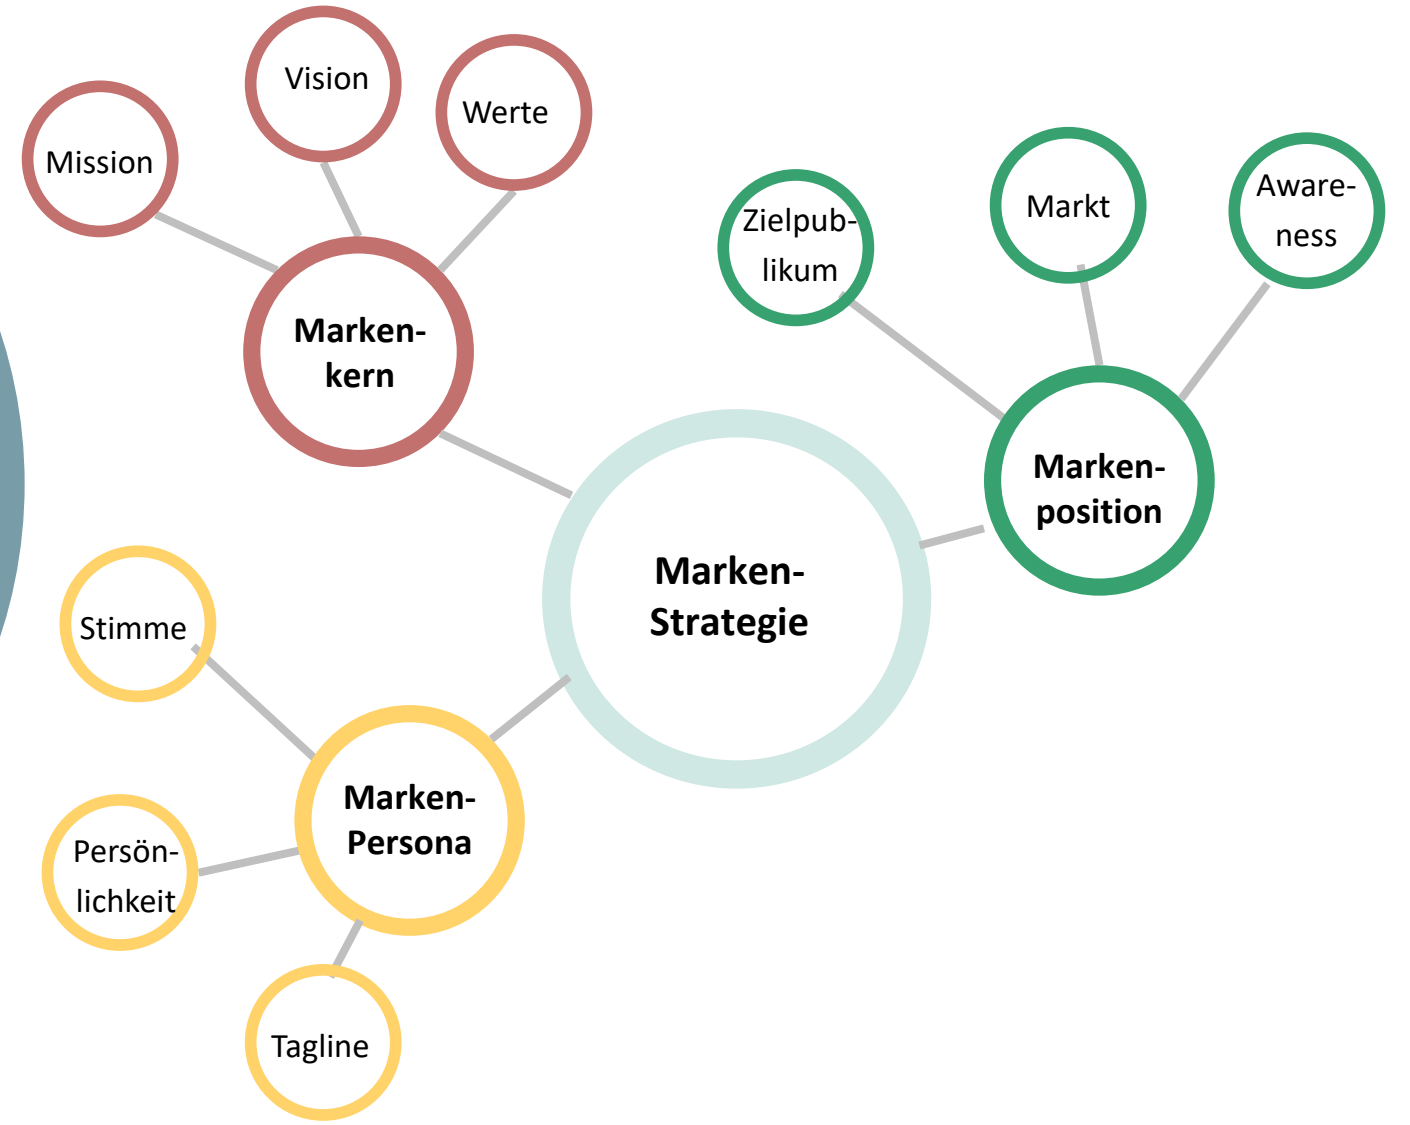 Vision
Werte
Mission
Marken-
kern
Zielpub-
likum
Markt
Aware-
ness
Marken-
position
Marken-
Strategie
Stimme
Marken-
Persona
Persön-
lichkeit
Tagline